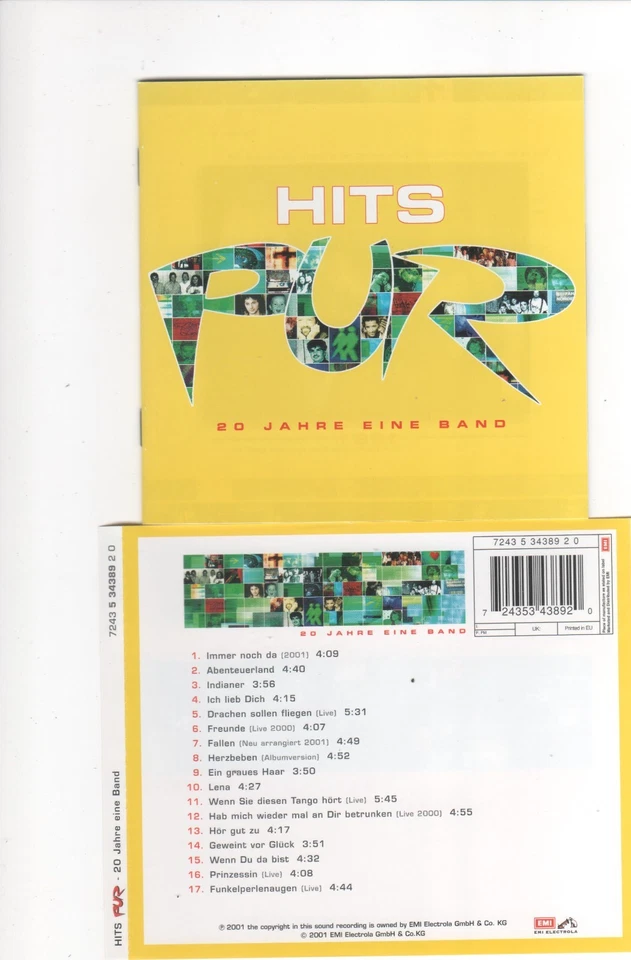 HITS
PUR
20 JAHRE EINE BAND
7243 5 34389 2 0
HITS PUR - 20 Jahre eine Band
20 JAHRE EINE BAND
7243 5 34389 2 0
EMI
7 24353 43892 0
UK:
Printed in EU
1. Immer noch da (2001) 4:09
2. Abenteuerland 4:40
3. Indianer 3:56
4. Ich lieb Dich 4:15
5. Drachen sollen fliegen (Live) 5:31
6. Freunde (Live 2000) 4:07
7. Fallen (Neu arrangiert 2001) 4:49
8. Herzbeben (Albumversion) 4:52
9. Ein graues Haar 3:50
10. Lena 4:27
11. Wenn Sie diesen Tango hört (Live) 5:45
12. Hab mich wieder mal an Dir betrunken (Live 2000) 4:55
13. Hör gut zu 4:17
14. Geweint vor Glück 3:51
15. Wenn Du da bist 4:32
16. Prinzessin (Live) 4:08
17. Funkelperlenaugen (Live) 4:44
℗ 2001 the copyright in this sound recording is owned by EMI Electrola GmbH & Co. KG
© 2001 EMI Electrola GmbH & Co.KG
EMI
EMI ELECTROLA